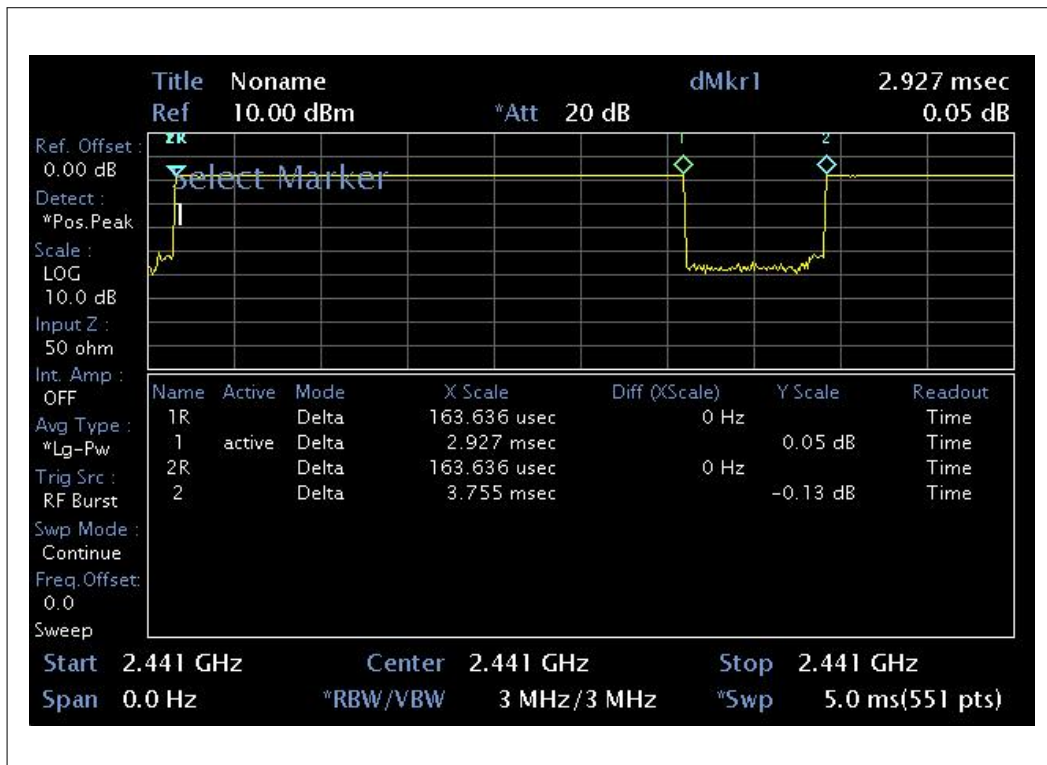 Title Noname dMkr1 2.927 msec
Ref 10.00 dBm *Att 20 dB 0.05 dB
Ref. Offset :
0.00 dB
Detect :
*Pos.Peak
Scale :
LOG
10.0 dB
Input Z :
50 ohm
Int. Amp :
OFF
Avg Type :
*Lg-Pw
Trig Src :
RF Burst
Swp Mode :
Continue
Freq.Offset:
0.0
Sweep
1 2
Select Marker
Name Active Mode X Scale Diff (XScale) Y Scale Readout
1R Delta 163.636 usec 0 Hz Time
1 active Delta 2.927 msec 0.05 dB Time
2R Delta 163.636 usec 0 Hz Time
2 Delta 3.755 msec -0.13 dB Time
Start 2.441 GHz Center 2.441 GHz Stop 2.441 GHz
Span 0.0 Hz *RBW/VBW 3 MHz/3 MHz *Swp 5.0 ms(551 pts)